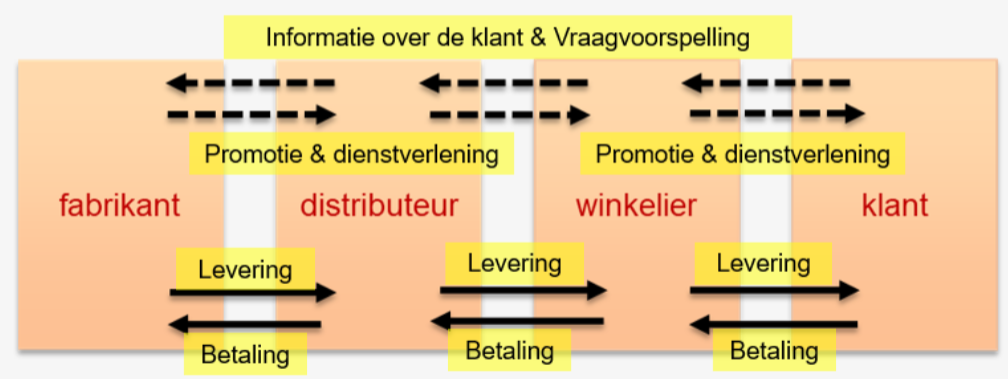 Informatie over de klant & Vraagvoorspelling
Promotie & dienstverlening
Promotie & dienstverlening
fabrikant
distributeur
winkelier
klant
Levering
Levering
Levering
Betaling
Betaling
Betaling